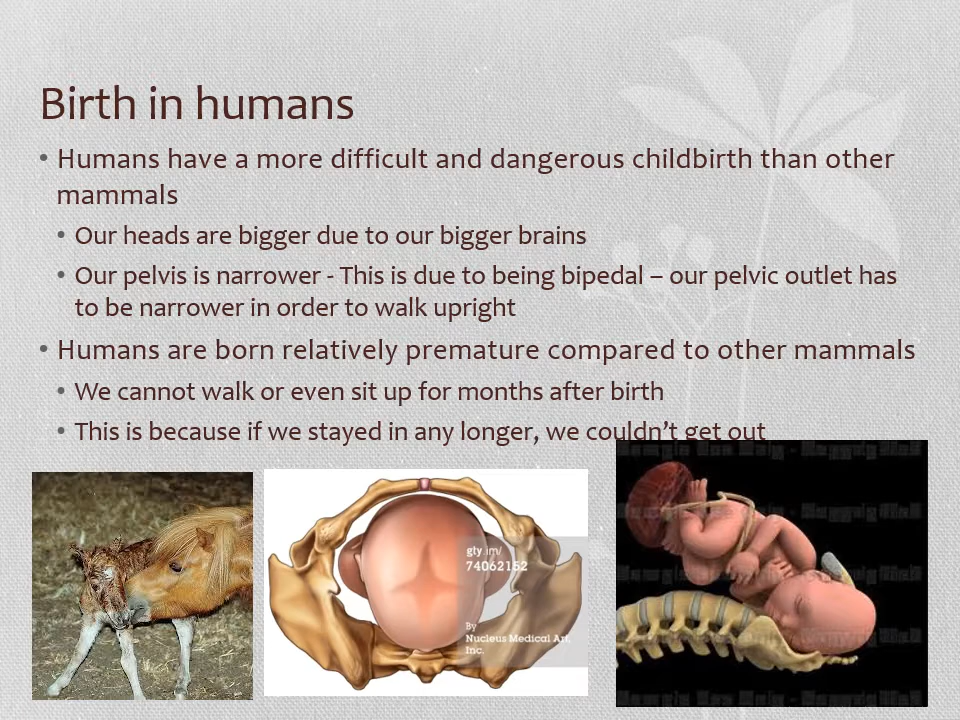 Birth in humans
• Humans have a more difficult and dangerous childbirth than other
mammals
• Our heads are bigger due to our bigger brains
• Our pelvis is narrower - This is due to being bipedal – our pelvic outlet has
to be narrower in order to walk upright
• Humans are born relatively premature compared to other mammals
• We cannot walk or even sit up for months after birth
• This is because if we stayed in any longer, we couldn't get out
gty im/
74062152
By
Nucleus Medical Art,
Inc.